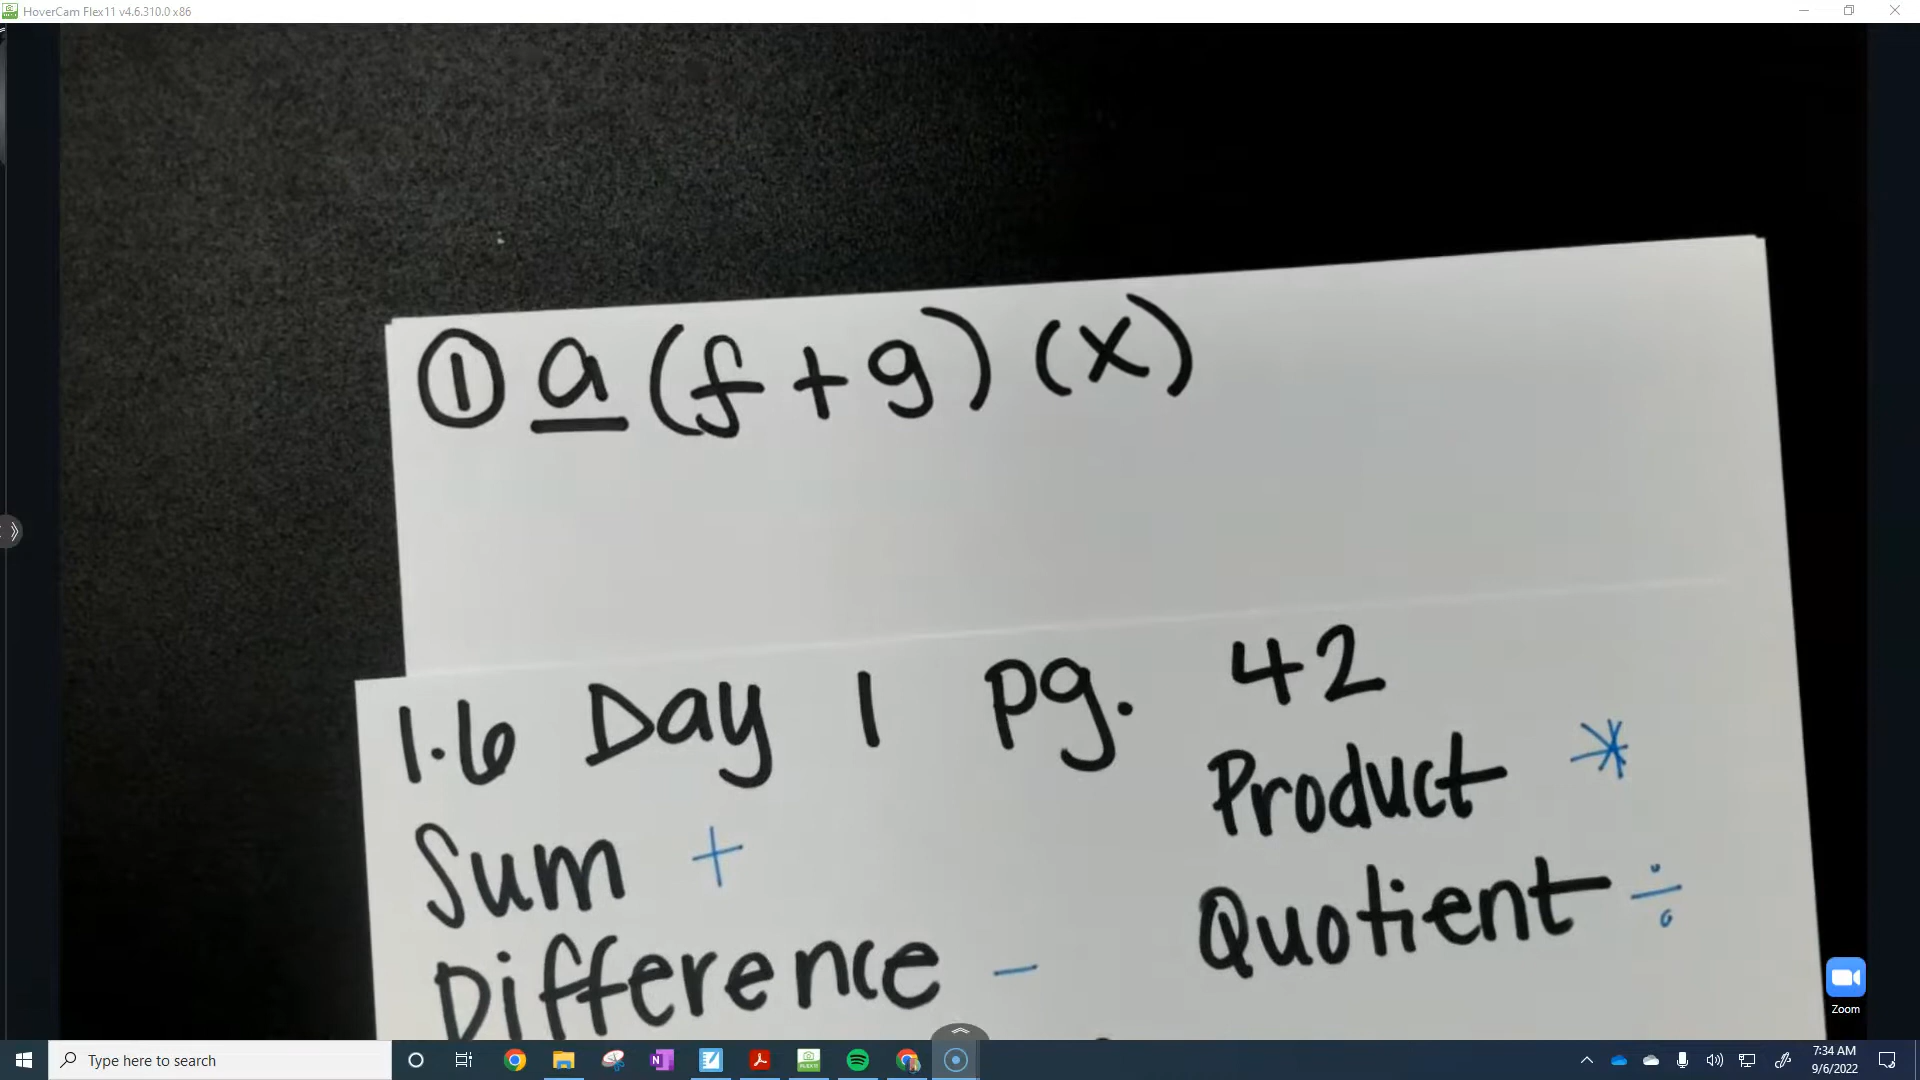 HoverCam Flex11 v4.6.310.0 x86
① a (f + g) (x)
1.6 Day 1 pg. 42
Sum +
Difference -
Product *
Quotient ÷
Zoom
Type here to search
7:34 AM
9/6/2022